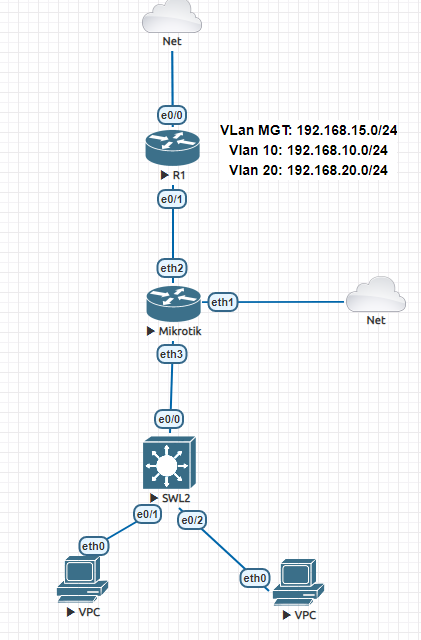 Net
e0/0
VLan MGT: 192.168.15.0/24
Vlan 10: 192.168.10.0/24
Vlan 20: 192.168.20.0/24
R1
e0/1
eth2
eth1
Mikrotik
Net
eth3
e0/0
SWL2
e0/1
e0/2
eth0
eth0
VPC
VPC